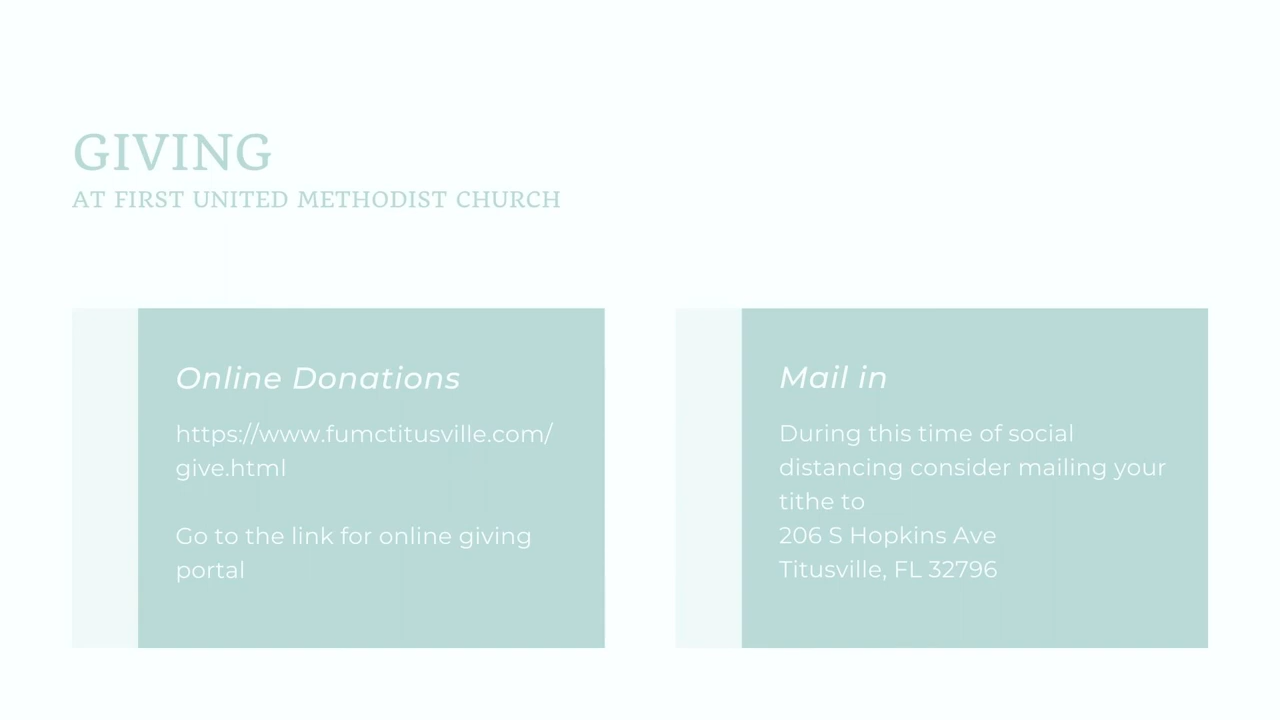 GIVING
AT FIRST UNITED METHODIST CHURCH
Online Donations
https://www.fumctitusville.com/
give.html
Go to the link for online giving
portal
Mail in
During this time of social
distancing consider mailing your
tithe to
206 S Hopkins Ave
Titusville, FL 32796